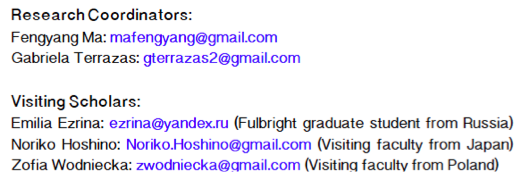 Research Coordinators:
Fengyang Ma: mafengyang@gmail.com
Gabriela Terrazas: gterrazas2@gmail.com
Visiting Scholars:
Emilia Ezrina: ezrina@yandex.ru (Fulbright graduate student from Russia)
Noriko Hoshino: Noriko.Hoshino@gmail.com (Visiting faculty from Japan)
Zofia Wodniecka: zwodniecka@gmail.com (Visiting faculty from Poland)